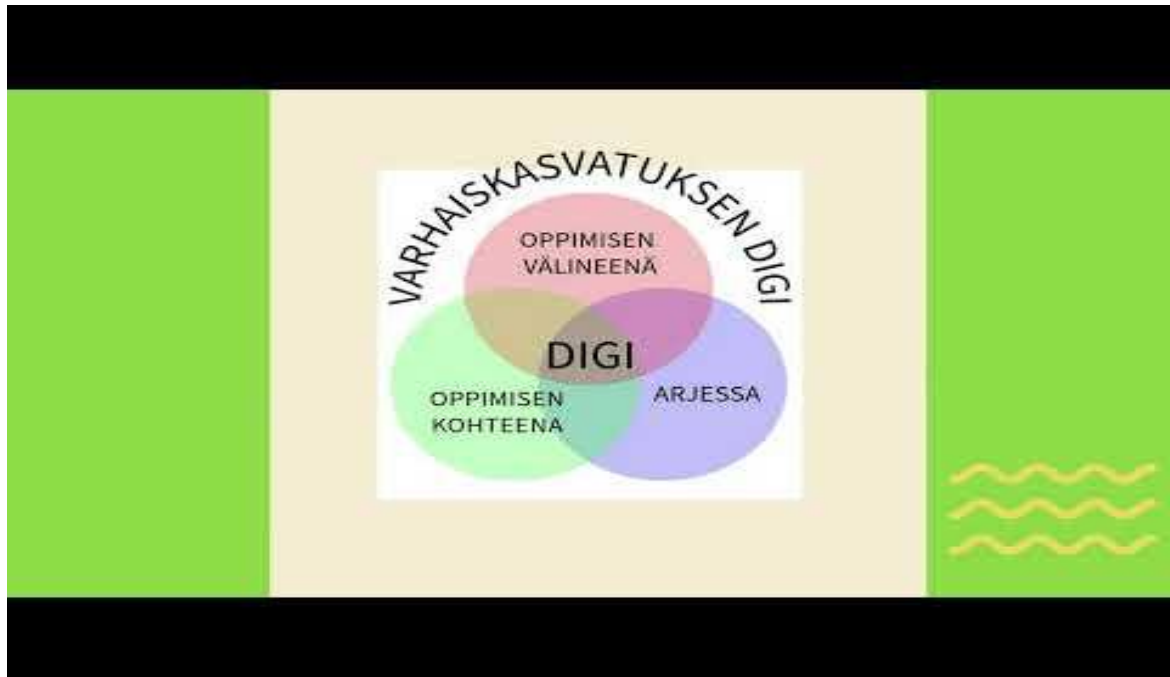 VARHAISKASVATUKSEN DIGI
OPPIMISEN
VÄLINEENÄ
DIGI
OPPIMISEN
KOHTEENA
ARJESSA